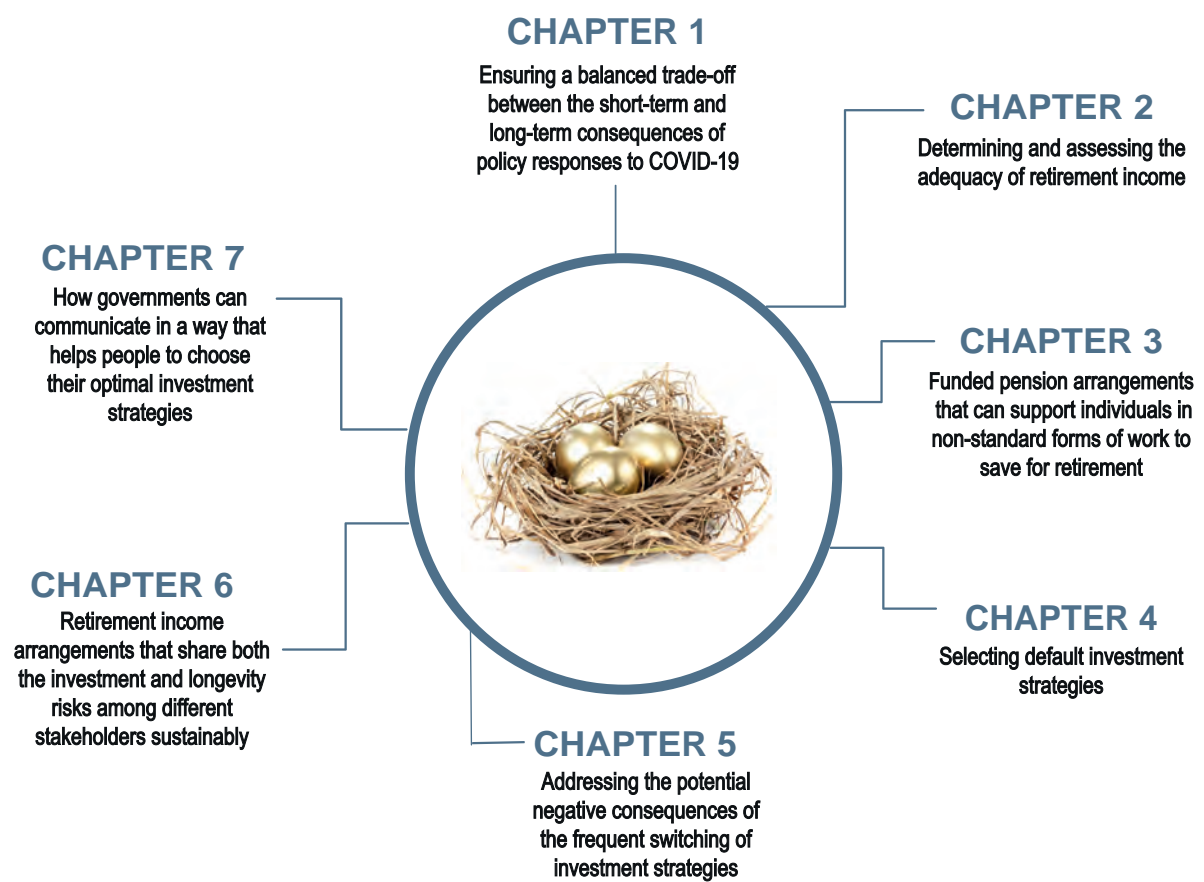 CHAPTER 1
Ensuring a balanced trade-off
between the short-term and
long-term consequences of
policy responses to COVID-19
CHAPTER 2
Determining and assessing the
adequacy of retirement income
CHAPTER 3
Funded pension arrangements
that can support individuals in
non-standard forms of work to
save for retirement
CHAPTER 4
Selecting default investment
strategies
CHAPTER 5
Addressing the potential
negative consequences of
the frequent switching of
investment strategies
CHAPTER 6
Retirement income
arrangements that share both
the investment and longevity
risks among different
stakeholders sustainably
CHAPTER 7
How governments can
communicate in a way that
helps people to choose
their optimal investment
strategies